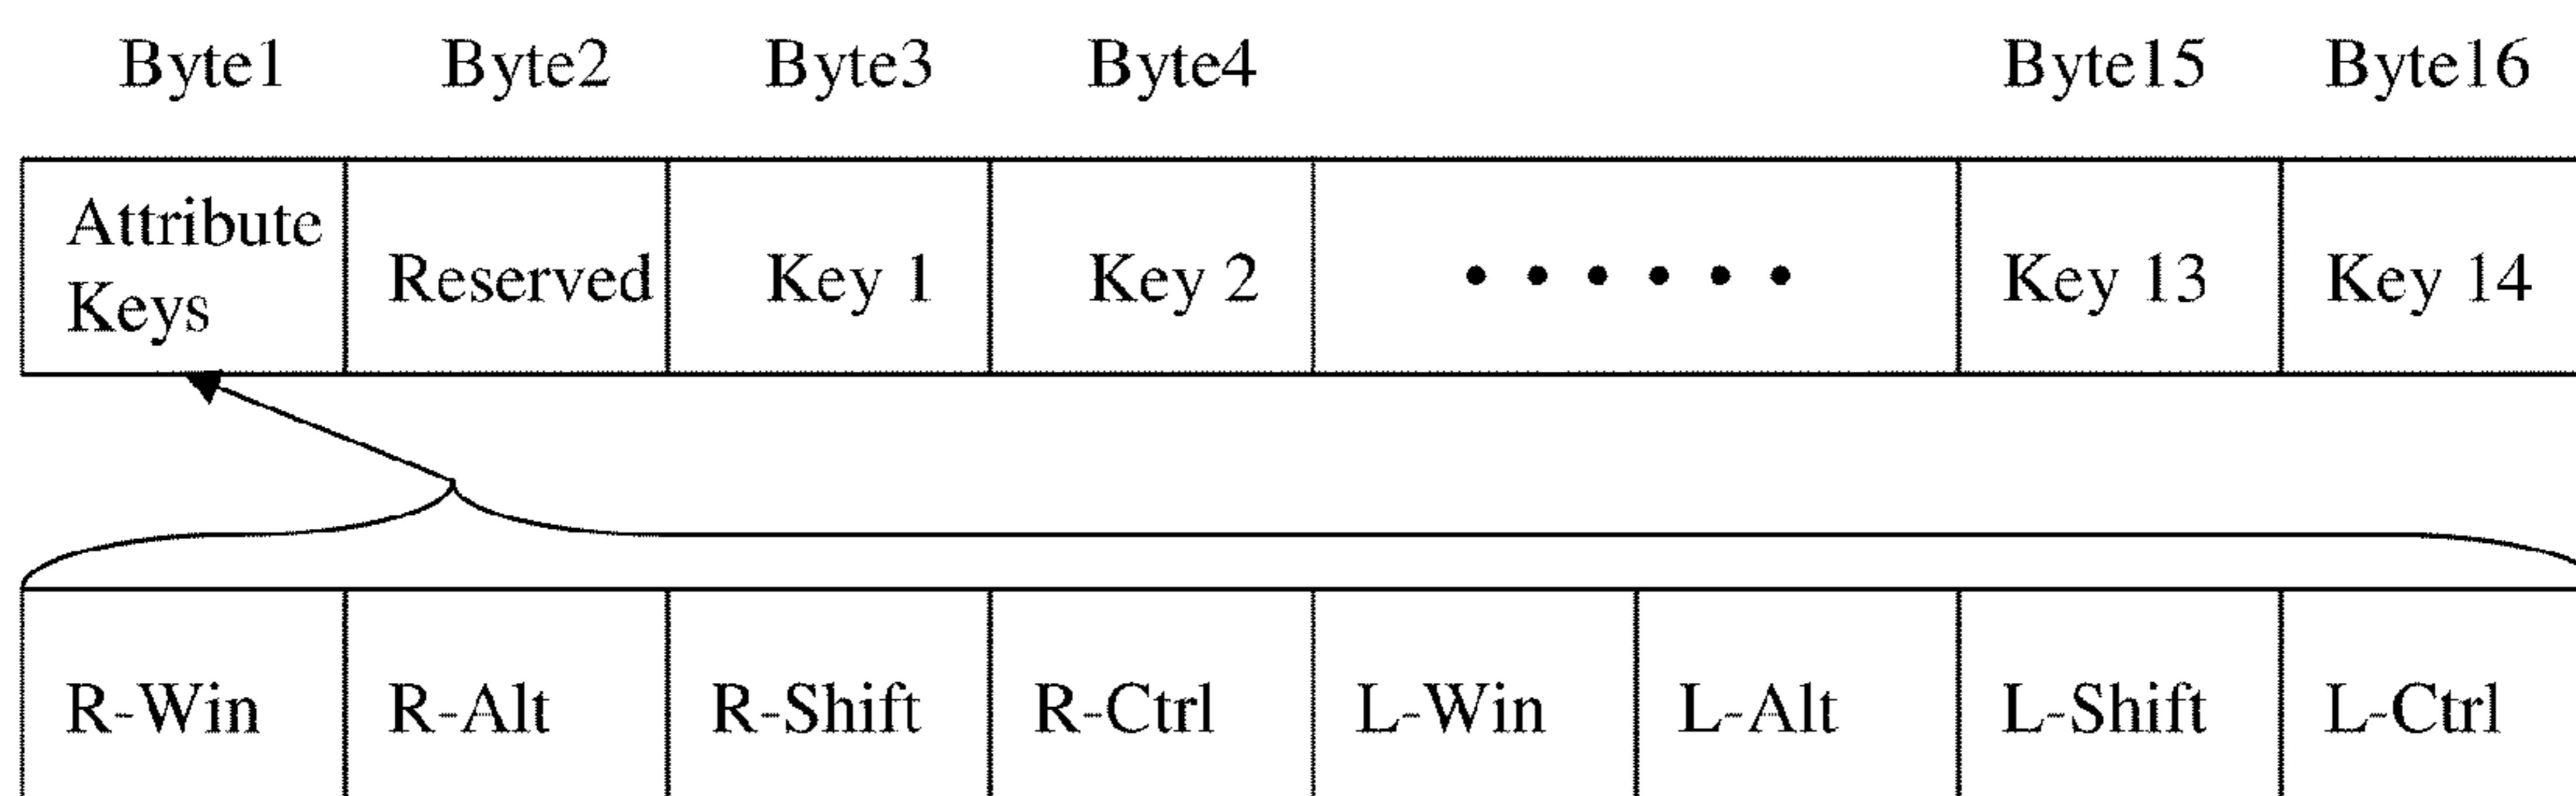 Byte1 Byte2 Byte3 Byte4 Byte15 Byte16
Attribute
Keys
Reserved Key 1 Key 2 • • • • • • Key 13 Key 14
R-Win R-Alt R-Shift R-Ctrl L-Win L-Alt L-Shift L-Ctrl